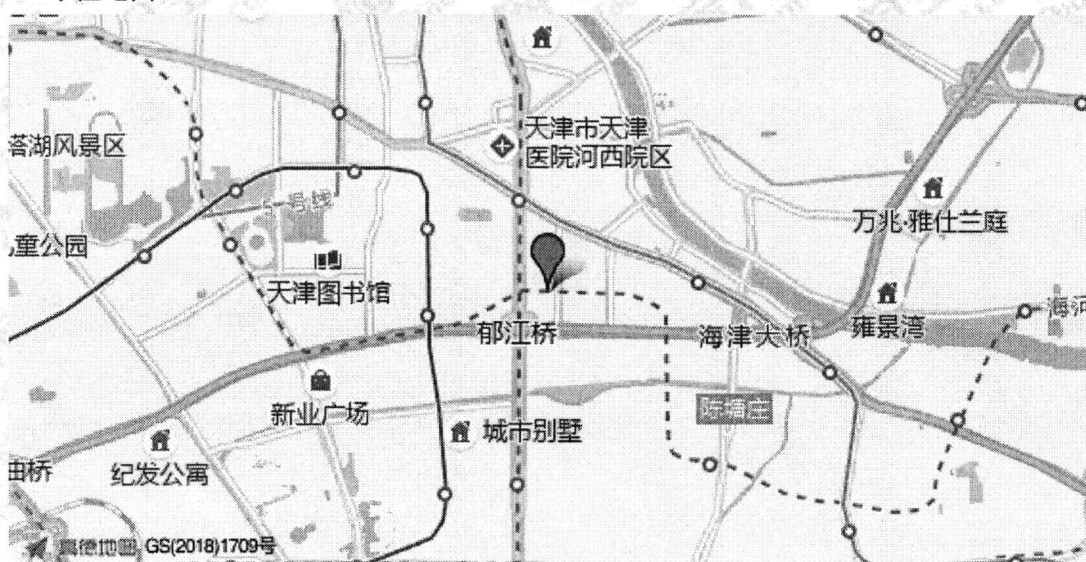 天津市天津
医院河西院区
塔湖风景区
号线
万兆·雅仕兰庭
儿童公园
天津图书馆
郁江桥
海津大桥
雍景湾
海河
新业广场
陈塘庄
城市别墅
纪发公寓
油桥
高德地图 GS(2018)1709号